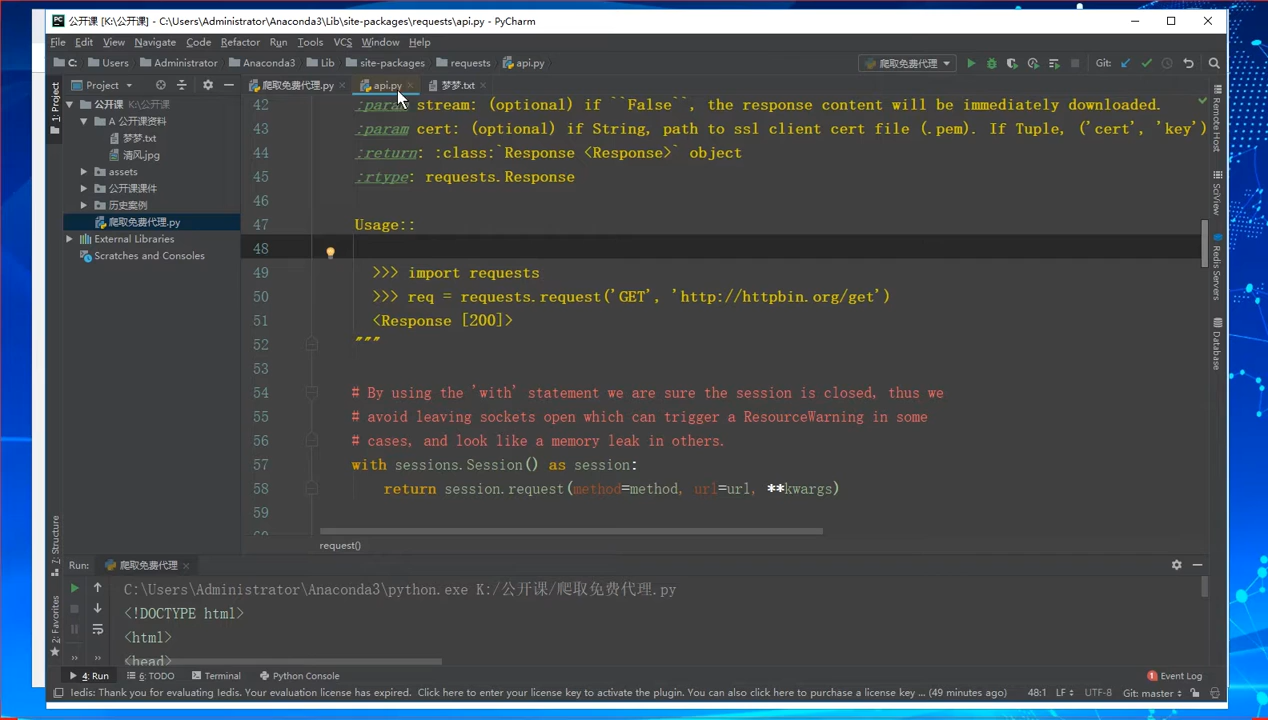 公开课 [K:\公开课] - C:\Users\Administrator\Anaconda3\Lib\site-packages\requests\api.py - PyCharm
File Edit View Navigate Code Refactor Run Tools VCS Window Help
C: Users Administrator Anaconda3 Lib site-packages requests api.py 爬取免费代理 Git:
1: Project
Project
爬取免费代理.py api.py 梦梦.txt
公开课 K:\公开课
A 公开课资料
梦梦.txt
清风.jpg
assets
公开课课件
历史案例
爬取免费代理.py
External Libraries
Scratches and Consoles
42 :param stream: (optional) if ``False``, the response content will be immediately downloaded.
43 :param cert: (optional) if String, path to ssl client cert file (.pem). If Tuple, ('cert', 'key')
44 :return: :class:`Response <Response>` object
45 :rtype: requests.Response
46
47 Usage::
48
49 >>> import requests
50 >>> req = requests.request('GET', 'http://httpbin.org/get')
51 <Response [200]>
52 """
53
54 # By using the 'with' statement we are sure the session is closed, thus we
55 # avoid leaving sockets open which can trigger a ResourceWarning in some
56 # cases, and look like a memory leak in others.
57 with sessions.Session() as session:
58 return session.request(method=method, url=url, **kwargs)
59
request()
Remote Host
SciView
Redis Servers
Database
7: Structure
2: Favorites
Run: 爬取免费代理
C:\Users\Administrator\Anaconda3\python.exe K:/公开课/爬取免费代理.py
<!DOCTYPE html>
<html>
<head>
4: Run 6: TODO Terminal Python Console 1 Event Log
Iedis: Thank you for evaluating Iedis. Your evaluation license has expired. Click here to enter your license key to activate the plugin. You can also click here to purchase a license key ... (49 minutes ago) 48:1 LF UTF-8 Git: master